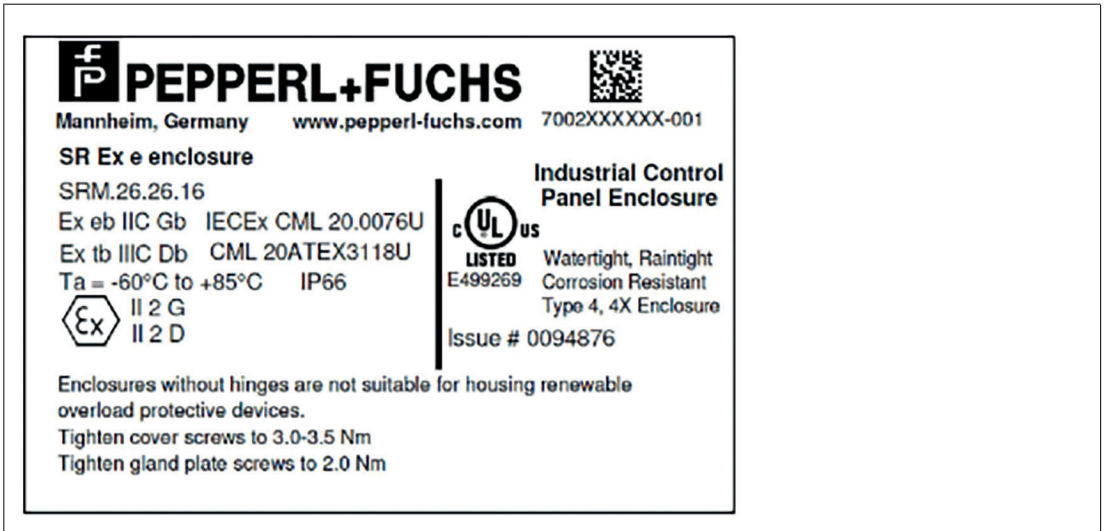 PEPPERL+FUCHS
Mannheim, Germany www.pepperl-fuchs.com 7002XXXXXX-001
SR Ex e enclosure
SRM.26.26.16
Ex eb IIC Gb IECEx CML 20.0076U
Ex tb IIIC Db CML 20ATEX3118U
Ta = -60°C to +85°C IP66
Ex II 2 G
II 2 D
Industrial Control
Panel Enclosure
C UL US
LISTED
E499269
Watertight, Raintight
Corrosion Resistant
Type 4, 4X Enclosure
Issue # 0094876
Enclosures without hinges are not suitable for housing renewable
overload protective devices.
Tighten cover screws to 3.0-3.5 Nm
Tighten gland plate screws to 2.0 Nm